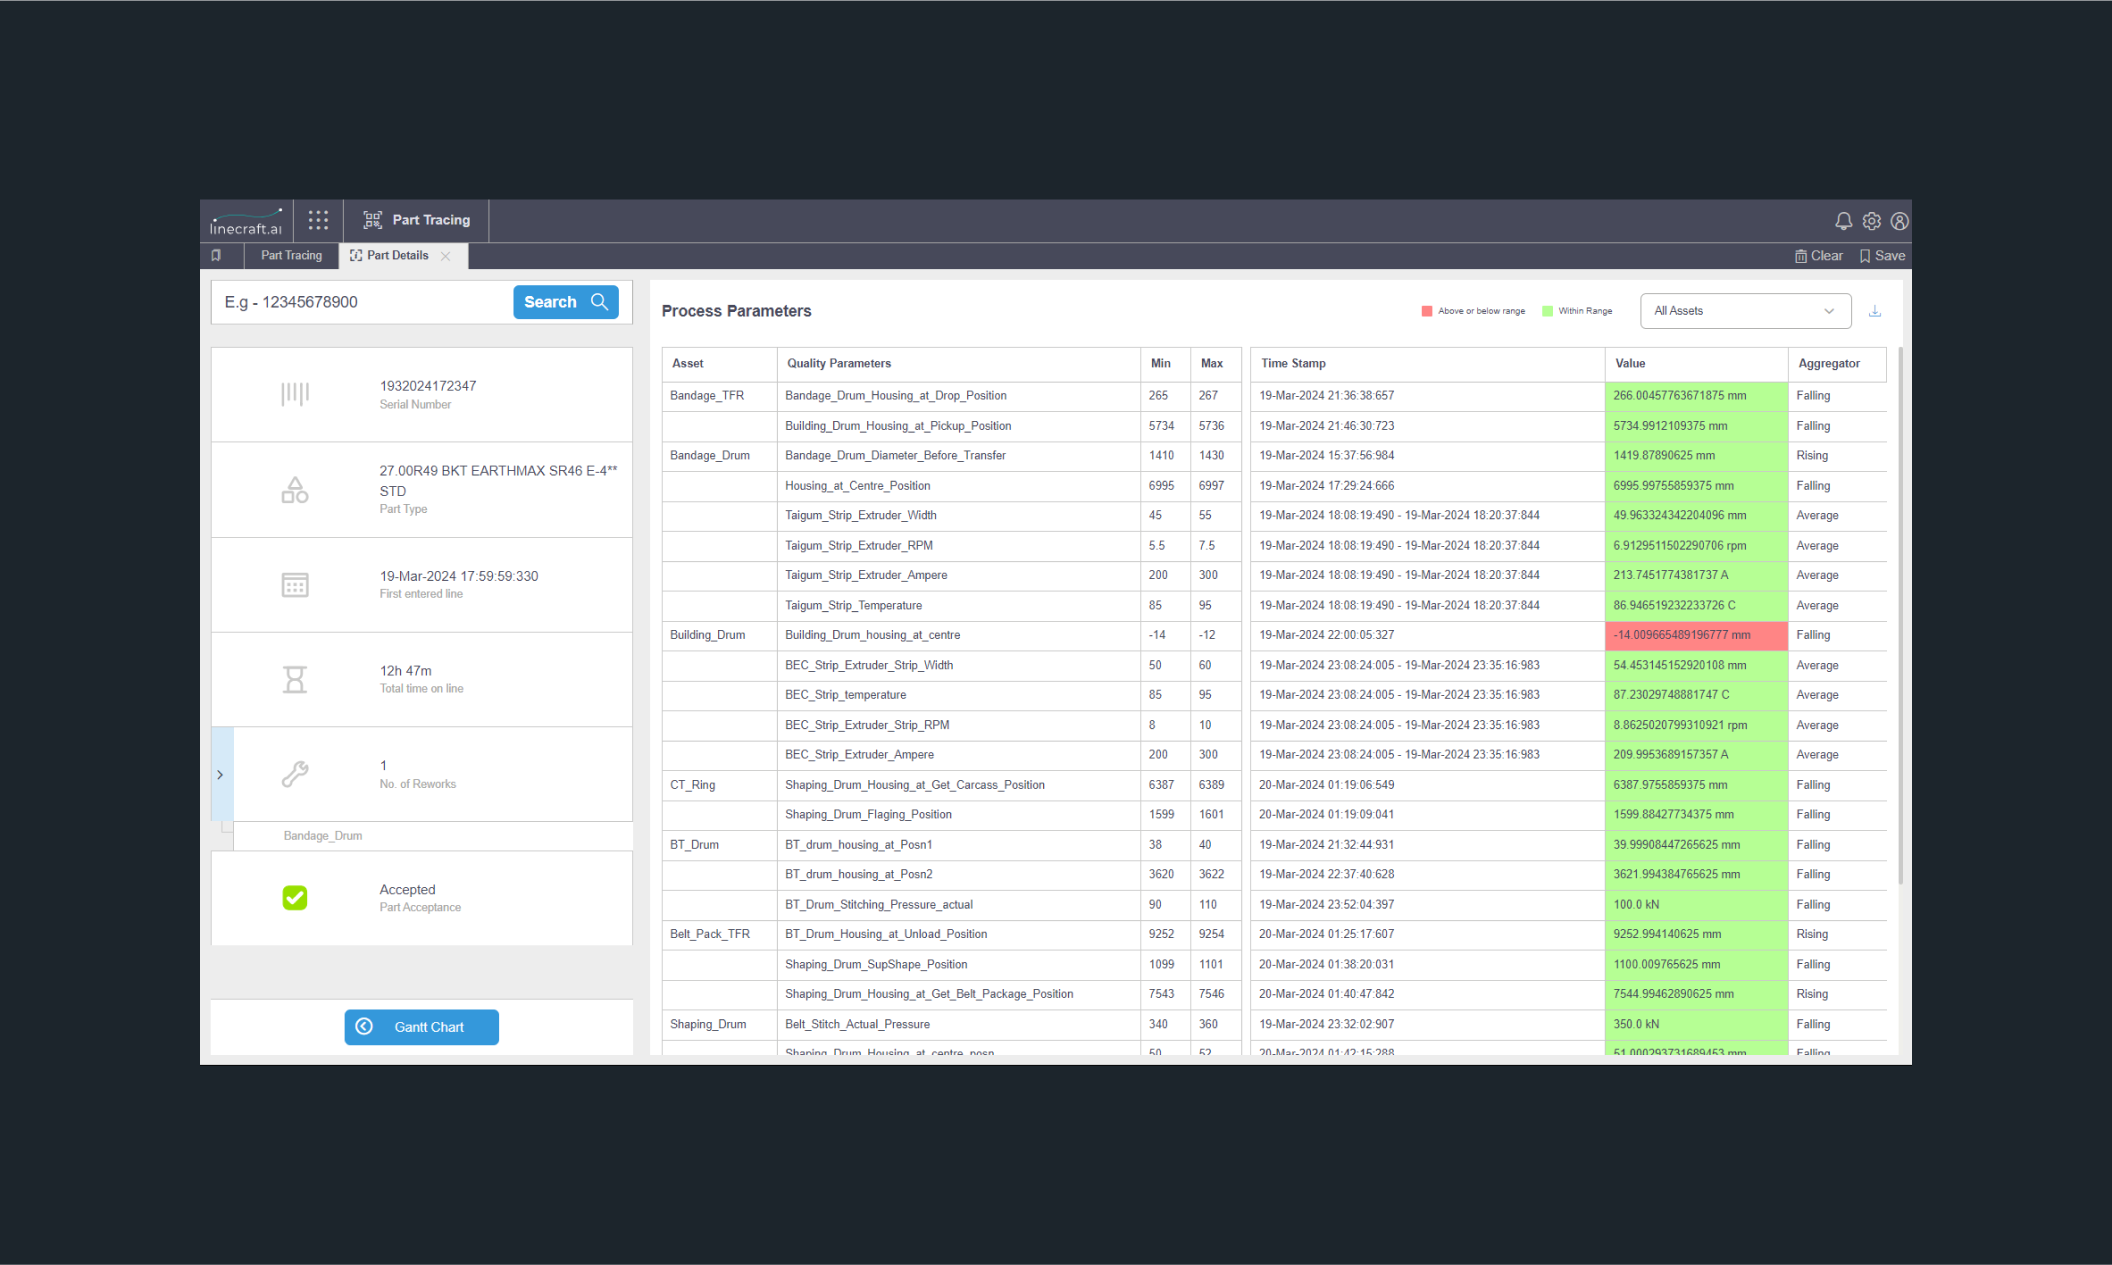 linecraft.ai
Part Tracing
Part Tracing
Part Details
Clear
Save
E.g - 12345678900
Search
1932024172347
Serial Number
27.00R49 BKT EARTHMAX SR46 E-4**
STD
Part Type
19-Mar-2024 17:59:59:330
First entered line
12h 47m
Total time on line
1
No. of Reworks
Bandage_Drum
Accepted
Part Acceptance
Gantt Chart
Process Parameters
Above or below range
Within Range
All Assets
Asset Quality Parameters Min Max Time Stamp Value Aggregator
Bandage_TFR Bandage_Drum_Housing_at_Drop_Position 265 267 19-Mar-2024 21:36:38:657 266.00457763671875 mm Falling
Building_Drum_Housing_at_Pickup_Position 5734 5736 19-Mar-2024 21:46:30:723 5734.9912109375 mm Falling
Bandage_Drum Bandage_Drum_Diameter_Before_Transfer 1410 1430 19-Mar-2024 15:37:56:984 1419.87890625 mm Rising
Housing_at_Centre_Position 6995 6997 19-Mar-2024 17:29:24:666 6995.99755859375 mm Falling
Taigum_Strip_Extruder_Width 45 55 19-Mar-2024 18:08:19:490 - 19-Mar-2024 18:20:37:844 49.963324342204096 mm Average
Taigum_Strip_Extruder_RPM 5.5 7.5 19-Mar-2024 18:08:19:490 - 19-Mar-2024 18:20:37:844 6.9129511502290706 rpm Average
Taigum_Strip_Extruder_Ampere 200 300 19-Mar-2024 18:08:19:490 - 19-Mar-2024 18:20:37:844 213.7451774381737 A Average
Taigum_Strip_Temperature 85 95 19-Mar-2024 18:08:19:490 - 19-Mar-2024 18:20:37:844 86.946519232233726 C Average
Building_Drum Building_Drum_housing_at_centre -14 -12 19-Mar-2024 22:00:05:327 -14.009665489196777 mm Falling
BEC_Strip_Extruder_Strip_Width 50 60 19-Mar-2024 23:08:24:005 - 19-Mar-2024 23:35:16:983 54.453145152920108 mm Average
BEC_Strip_temperature 85 95 19-Mar-2024 23:08:24:005 - 19-Mar-2024 23:35:16:983 87.23029748881747 C Average
BEC_Strip_Extruder_Strip_RPM 8 10 19-Mar-2024 23:08:24:005 - 19-Mar-2024 23:35:16:983 8.8625020799310921 rpm Average
BEC_Strip_Extruder_Ampere 200 300 19-Mar-2024 23:08:24:005 - 19-Mar-2024 23:35:16:983 209.9953689157357 A Average
CT_Ring Shaping_Drum_Housing_at_Get_Carcass_Position 6387 6389 20-Mar-2024 01:19:06:549 6387.9755859375 mm Falling
Shaping_Drum_Flaging_Position 1599 1601 20-Mar-2024 01:19:09:041 1599.88427734375 mm Falling
BT_Drum BT_drum_housing_at_Posn1 38 40 19-Mar-2024 21:32:44:931 39.99908447265625 mm Falling
BT_drum_housing_at_Posn2 3620 3622 19-Mar-2024 22:37:40:628 3621.994384765625 mm Falling
BT_Drum_Stitching_Pressure_actual 90 110 19-Mar-2024 23:52:04:397 100.0 kN Falling
Belt_Pack_TFR BT_Drum_Housing_at_Unload_Position 9252 9254 20-Mar-2024 01:25:17:607 9252.994140625 mm Rising
Shaping_Drum_SupShape_Position 1099 1101 20-Mar-2024 01:38:20:031 1100.009765625 mm Falling
Shaping_Drum_Housing_at_Get_Belt_Package_Position 7543 7546 20-Mar-2024 01:40:47:842 7544.99462890625 mm Rising
Shaping_Drum Belt_Stitch_Actual_Pressure 340 360 19-Mar-2024 23:32:02:907 350.0 kN Falling
Shaping_Drum_Housing_at_centre_posn 50 52 20-Mar-2024 01:42:15:288 51.000293731689453 mm Falling